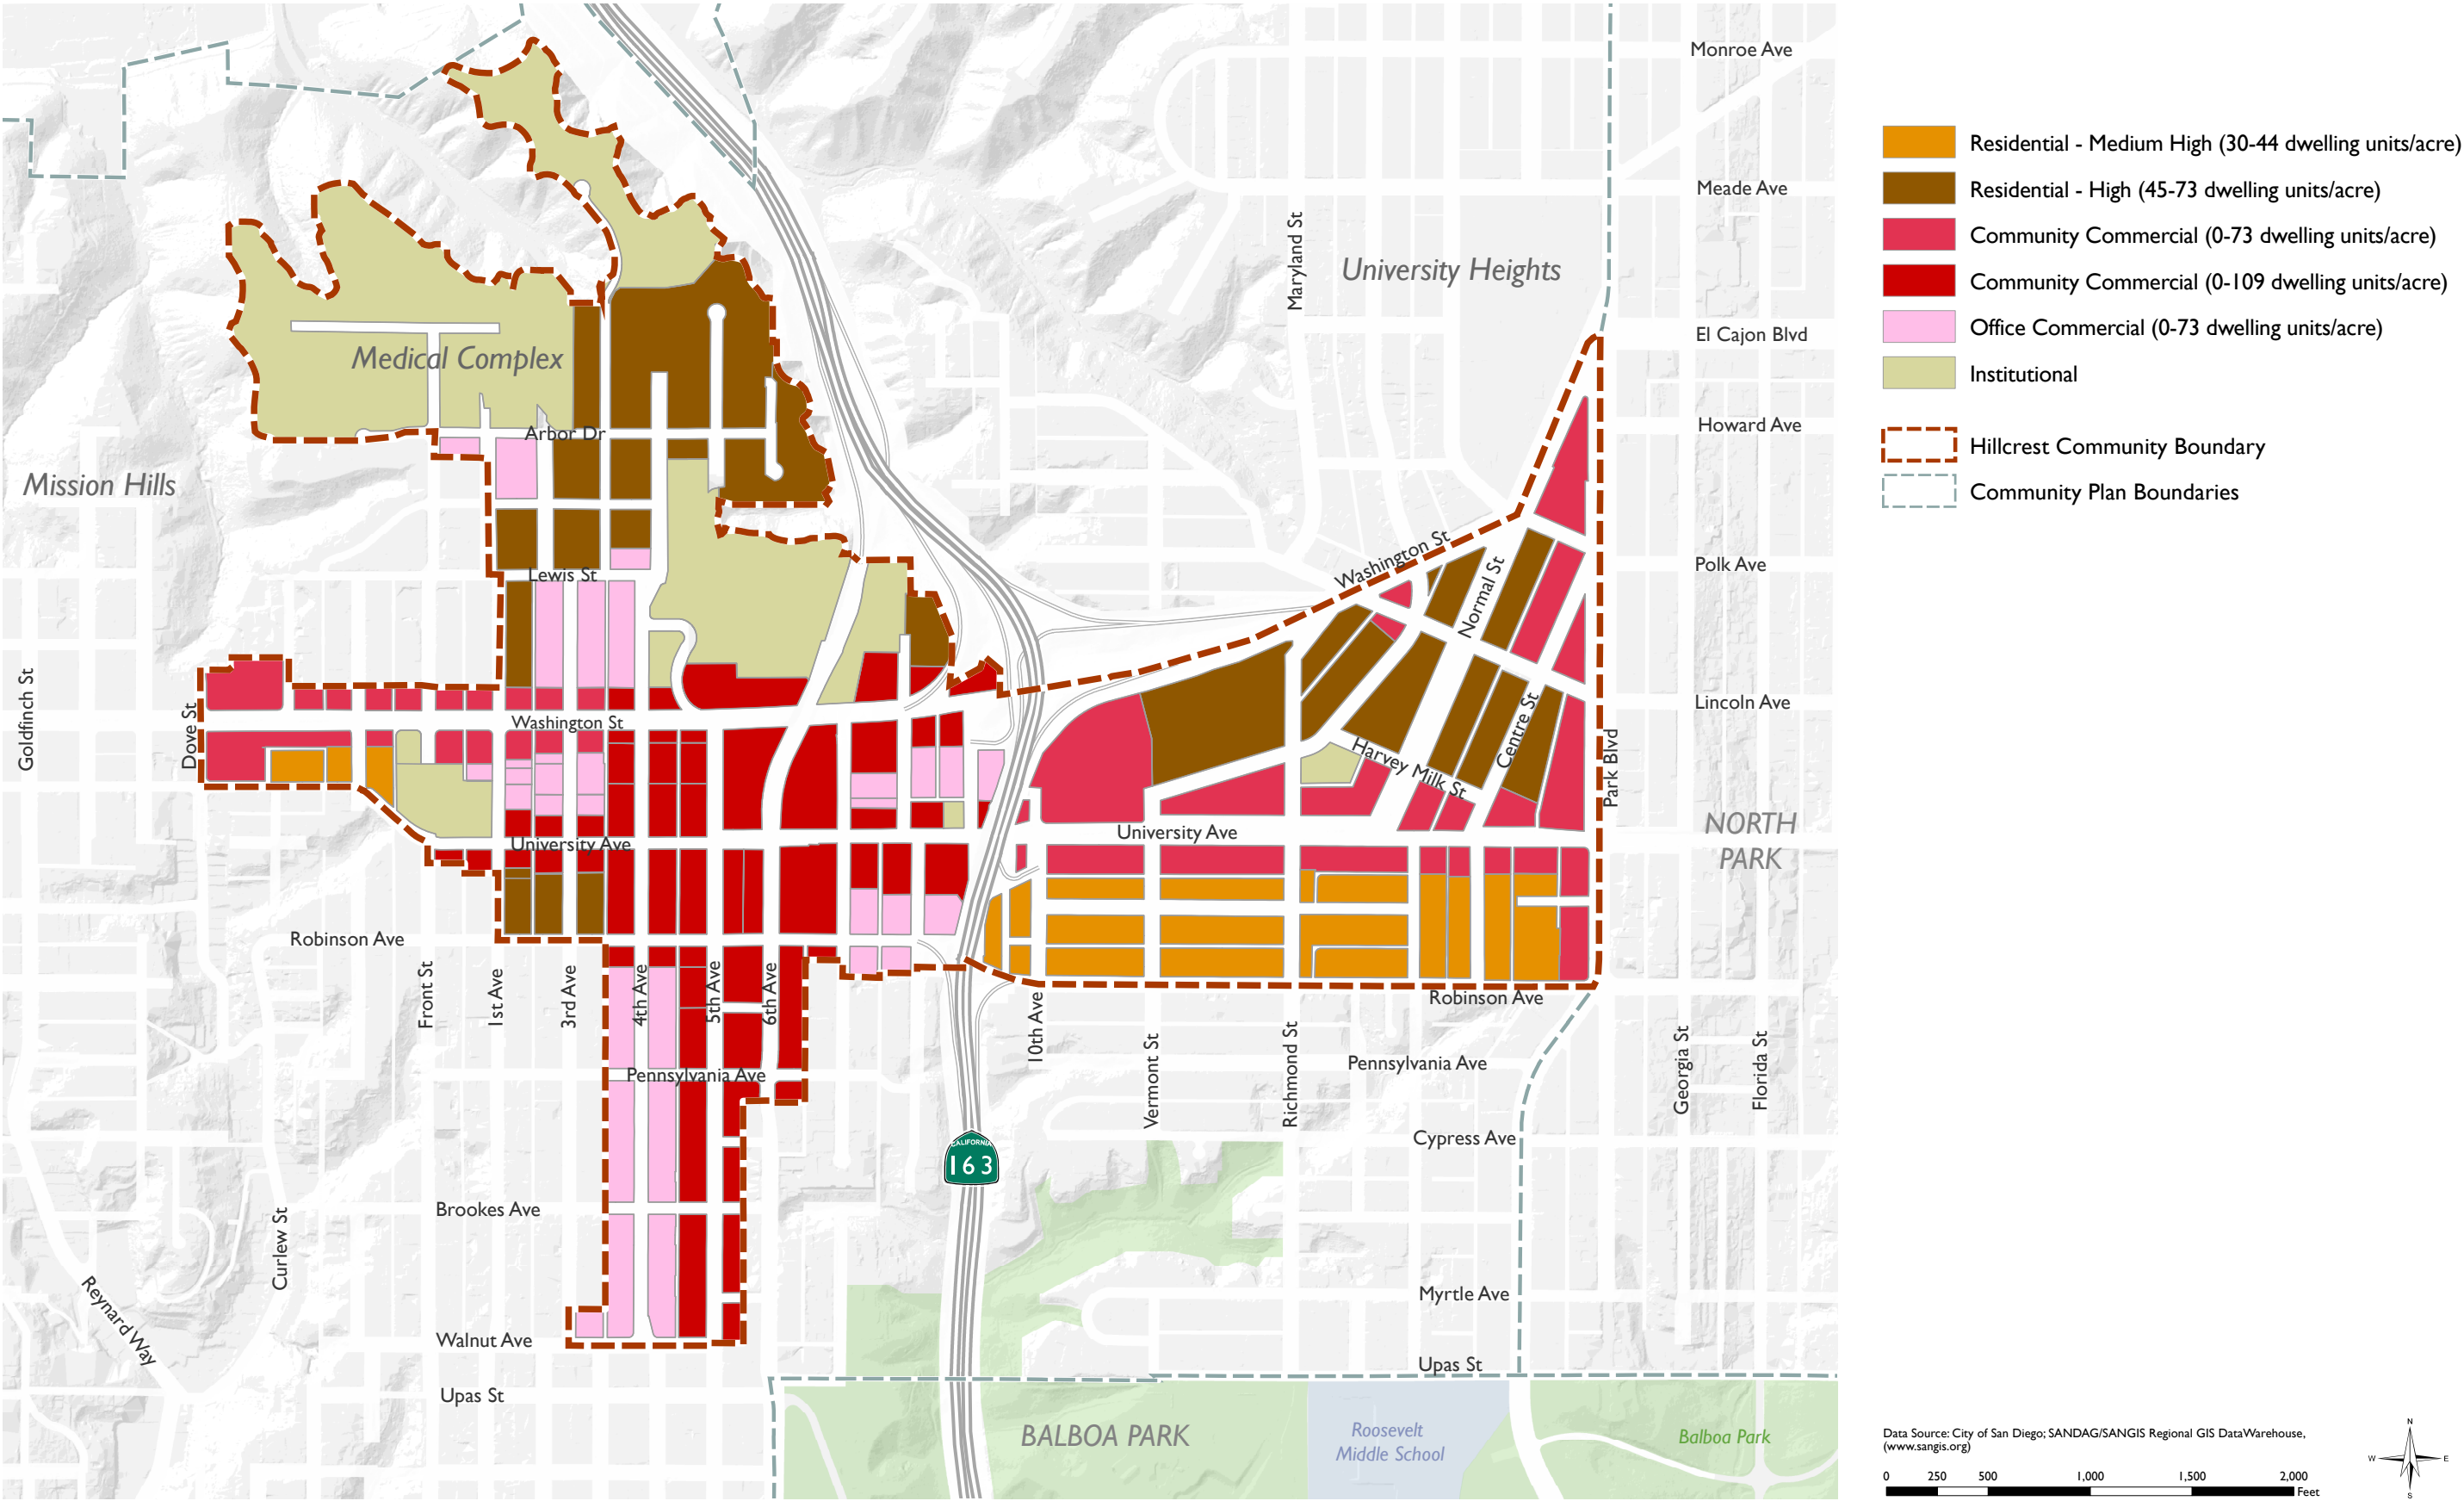 Monroe Ave
Meade Ave
Maryland St
University Heights
El Cajon Blvd
Medical Complex
Howard Ave
Arbor Dr
Mission Hills
Washington St
Polk Ave
Lewis St
Normal St
Goldfinch St
Dove St
Lincoln Ave
Washington St
Centre St
Harvey Milk St
Park Blvd
University Ave
University Ave
NORTH
PARK
Robinson Ave
Front St
1st Ave
3rd Ave
4th Ave
5th Ave
6th Ave
10th Ave
Robinson Ave
Vermont St
Richmond St
Pennsylvania Ave
Georgia St
Florida St
Pennsylvania Ave
Cypress Ave
CALIFORNIA
163
Brookes Ave
Curlew St
Reynard Way
Myrtle Ave
Walnut Ave
Upas St
Upas St
BALBOA PARK
Roosevelt
Middle School
Balboa Park
Residential - Medium High (30-44 dwelling units/acre)
Residential - High (45-73 dwelling units/acre)
Community Commercial (0-73 dwelling units/acre)
Community Commercial (0-109 dwelling units/acre)
Office Commercial (0-73 dwelling units/acre)
Institutional
Hillcrest Community Boundary
Community Plan Boundaries
Data Source: City of San Diego; SANDAG/SANGIS Regional GIS DataWarehouse,
(www.sangis.org)
0 250 500 1,000 1,500 2,000
Feet
N
W E
S